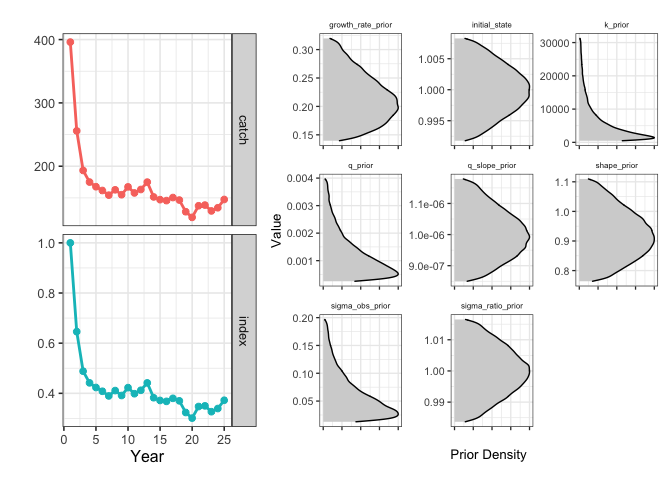 400
300
200
catch
1.0
0.8
0.6
0.4
index
0 5 10 15 20 25
Year
Value
growth_rate_prior
0.30
0.25
0.20
0.15
initial_state
1.005
1.000
0.995
k_prior
30000
20000
10000
0
q_prior
0.004
0.003
0.002
0.001
q_slope_prior
1.1e-06
1.0e-06
9.0e-07
shape_prior
1.1
1.0
0.9
0.8
sigma_obs_prior
0.20
0.15
0.10
0.05
sigma_ratio_prior
1.01
1.00
0.99
Prior Density